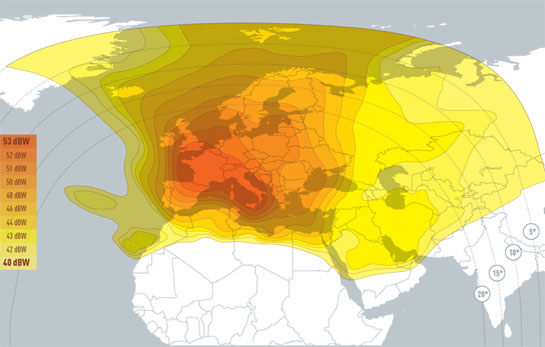 53 dBW
52 dBW
51 dBW
50 dBW
48 dBW
46 dBW
44 dBW
43 dBW
42 dBW
40 dBW
5°
10°
15°
20°